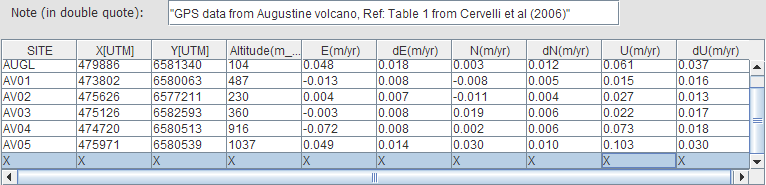 Note (in double quote): "GPS data from Augustine volcano, Ref: Table 1 from Cervelli et al (2006)"
SITE X[UTM] Y[UTM] Altitude(m_... E(m/yr) dE(m/yr) N(m/yr) dN(m/yr) U(m/yr) dU(m/yr)
AUGL 479886 6581340 104 0.048 0.018 0.003 0.012 0.061 0.037
AV01 473802 6580063 487 -0.013 0.008 -0.008 0.005 0.015 0.016
AV02 475626 6577211 230 0.004 0.007 -0.011 0.004 0.027 0.013
AV03 475126 6582593 360 -0.003 0.008 0.019 0.006 0.022 0.017
AV04 474720 6580513 916 -0.072 0.008 0.002 0.006 0.073 0.018
AV05 475971 6580539 1037 0.049 0.014 0.030 0.010 0.103 0.030
X X X X X X X X X X